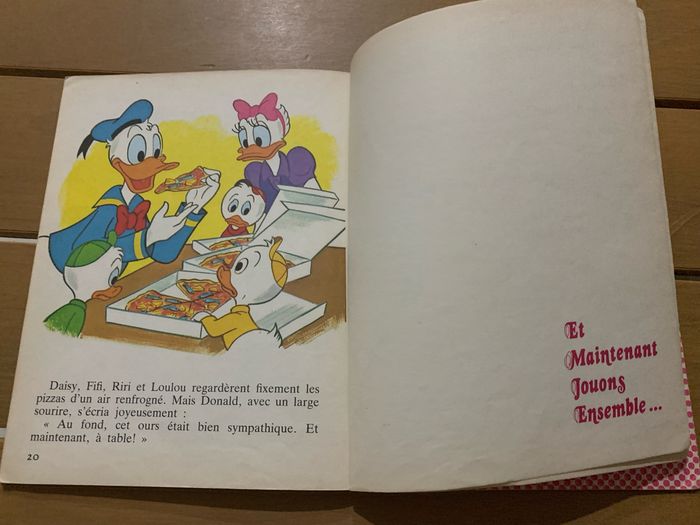 Daisy, Fifi, Riri et Loulou regardèrent fixement les
pizzas d'un air renfrogné. Mais Donald, avec un large
sourire, s'écria joyeusement :
« Au fond, cet ours était bien sympathique. Et
maintenant, à table! »
20
Et
Maintenant
Jouons
Ensemble...